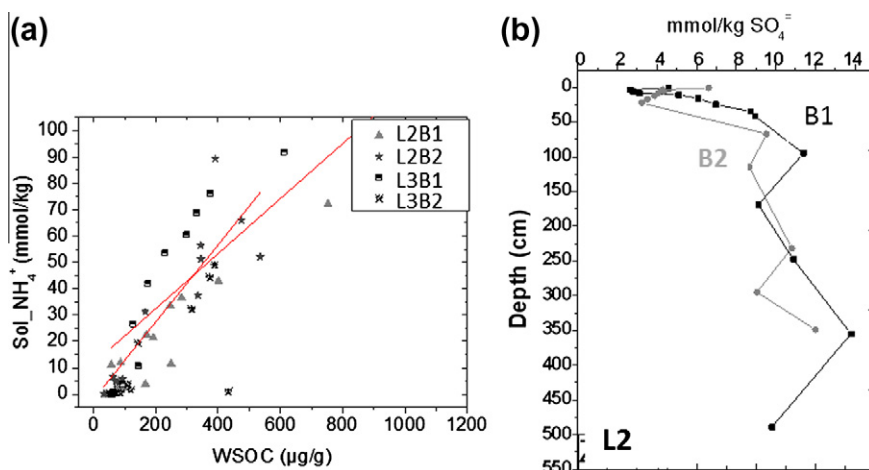 (a)
100
90
80
70
60
50
40
30
20
10
0
Sol_NH₄⁺ (mmol/kg)
0 200 400 600 800 1000 1200
WSOC (µg/g)
L2B1
L2B2
L3B1
L3B2
(b)
mmol/kg SO₄⁼
0 2 4 6 8 10 12 14
0
50
100
150
200
250
300
350
400
450
500
550
Depth (cm)
B1
B2
L2